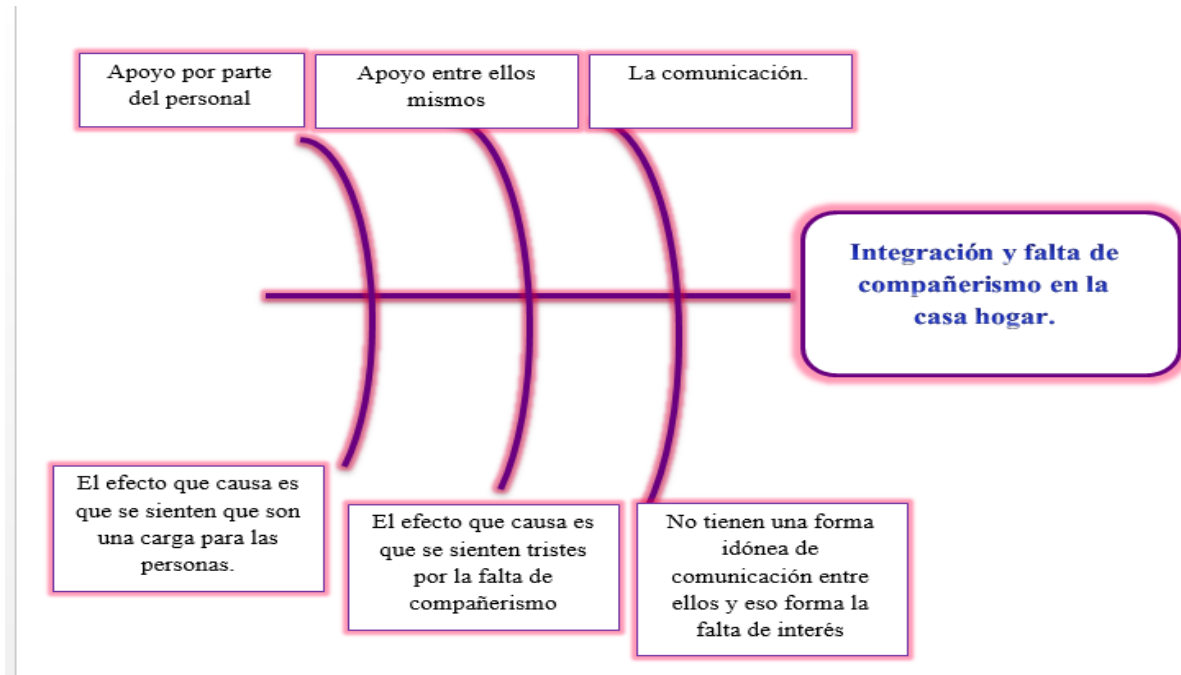 Apoyo por parte
del personal
Apoyo entre ellos
mismos
La comunicación.
Integración y falta de
compañerismo en la
casa hogar.
El efecto que causa es
que se sienten que son
una carga para las
personas.
El efecto que causa es
que se sienten tristes
por la falta de
compañerismo
No tienen una forma
idónea de
comunicación entre
ellos y eso forma la
falta de interés